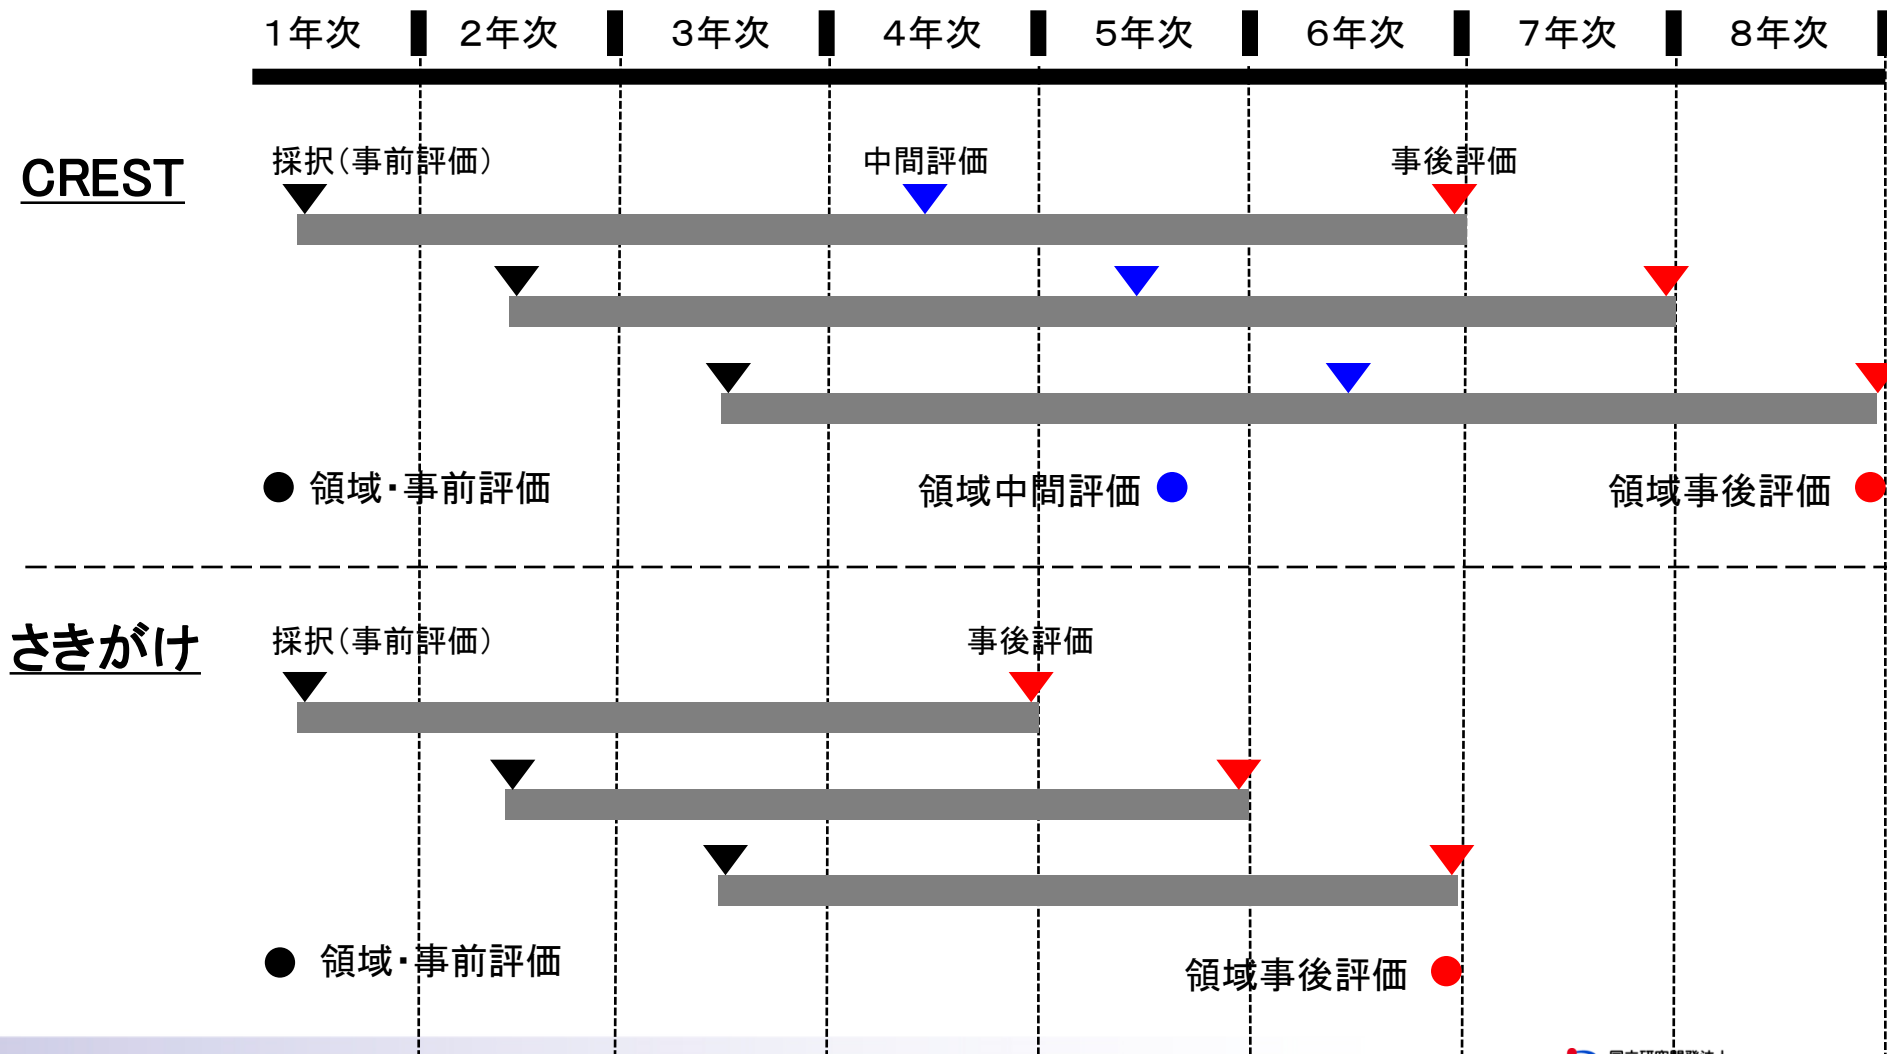 1年次 2年次 3年次 4年次 5年次 6年次 7年次 8年次
CREST
採択(事前評価) 中間評価 事後評価
●領域・事前評価 領域中間評価● 領域事後評価●
さきがけ
採択(事前評価) 事後評価
●領域・事前評価 領域事後評価●